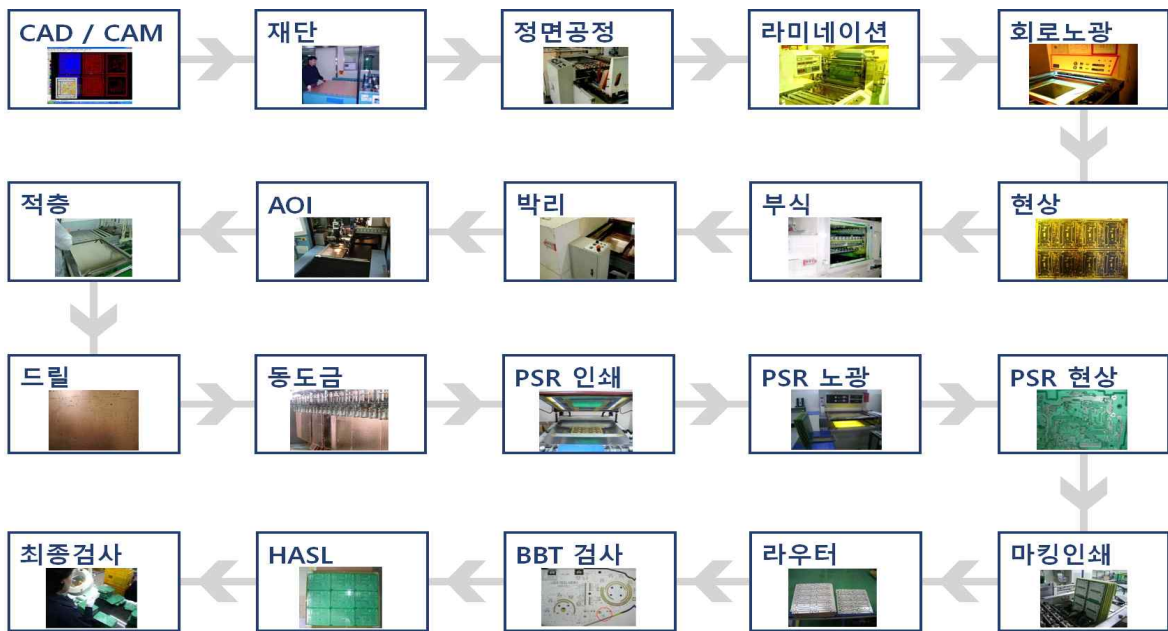 CAD / CAM
재단
정면공정
라미네이션
회로노광
현상
부식
박리
AOI
적층
드릴
동도금
PSR 인쇄
PSR 노광
PSR 현상
마킹인쇄
라우터
BBT 검사
HASL
최종검사